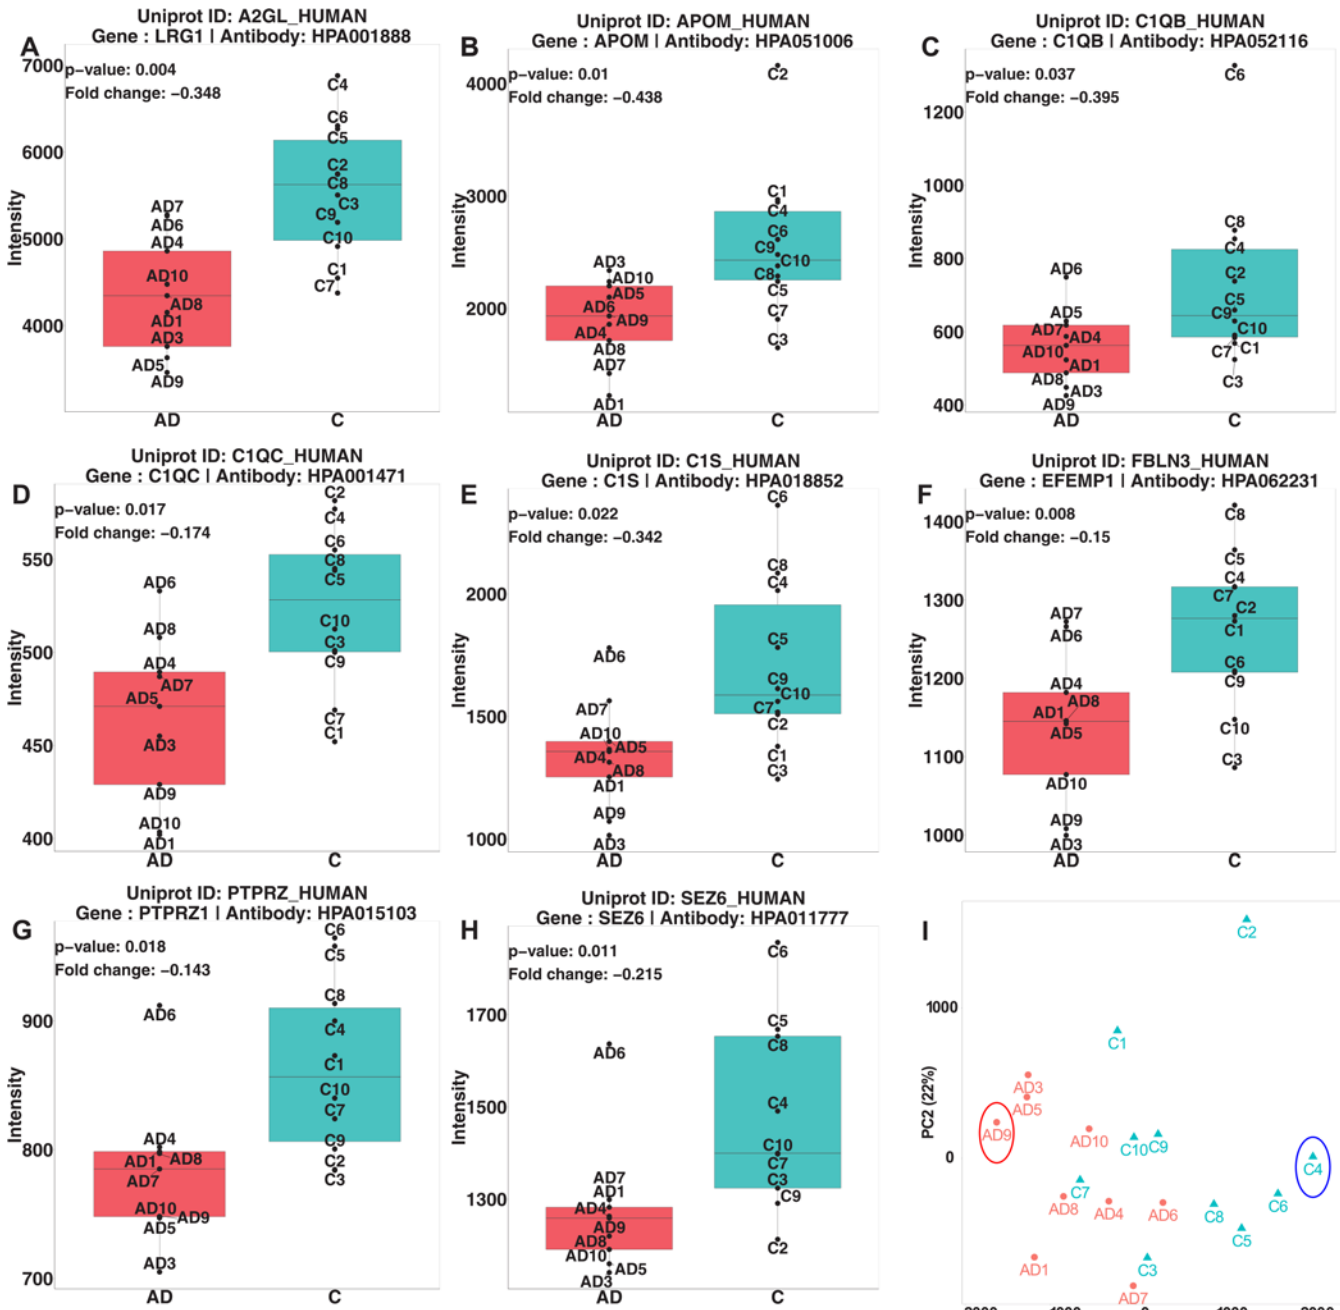 A
Uniprot ID: A2GL_HUMAN
Gene : LRG1 | Antibody: HPA001888
p−value: 0.004
Fold change: −0.348
Intensity
7000
6000
5000
4000
AD7
AD6
AD4
AD10
AD8
AD1
AD3
AD5
AD9
C4
C6
C5
C2
C8
C3
C9
C10
C1
C7
AD
C
B
Uniprot ID: APOM_HUMAN
Gene : APOM | Antibody: HPA051006
p−value: 0.01
Fold change: −0.438
Intensity
4000
3000
2000
AD3
AD10
AD5
AD6
AD9
AD4
AD8
AD7
AD1
C2
C1
C4
C6
C9
C10
C8
C5
C7
C3
AD
C
C
Uniprot ID: C1QB_HUMAN
Gene : C1QB | Antibody: HPA052116
p−value: 0.037
Fold change: −0.395
Intensity
1200
1000
800
600
400
AD6
AD5
AD7
AD4
AD10
AD1
AD8
AD3
AD9
C6
C8
C4
C2
C5
C9
C10
C7
C1
C3
AD
C
D
Uniprot ID: C1QC_HUMAN
Gene : C1QC | Antibody: HPA001471
p−value: 0.017
Fold change: −0.174
Intensity
550
500
450
400
AD6
AD8
AD4
AD7
AD5
AD3
AD9
AD10
AD1
C2
C4
C6
C8
C5
C10
C3
C9
C7
C1
AD
C
E
Uniprot ID: C1S_HUMAN
Gene : C1S | Antibody: HPA018852
p−value: 0.022
Fold change: −0.342
Intensity
2000
1500
1000
AD6
AD7
AD10
AD5
AD4
AD8
AD1
AD9
AD3
C6
C8
C4
C5
C9
C10
C7
C2
C1
C3
AD
C
F
Uniprot ID: FBLN3_HUMAN
Gene : EFEMP1 | Antibody: HPA062231
p−value: 0.008
Fold change: −0.15
Intensity
1400
1300
1200
1100
1000
AD7
AD6
AD4
AD8
AD1
AD5
AD10
AD9
AD3
C8
C5
C4
C7
C2
C1
C6
C9
C10
C3
AD
C
G
Uniprot ID: PTPRZ_HUMAN
Gene : PTPRZ1 | Antibody: HPA015103
p−value: 0.018
Fold change: −0.143
Intensity
900
800
700
AD6
AD4
AD1
AD8
AD7
AD10
AD9
AD5
AD3
C6
C5
C8
C4
C1
C10
C7
C9
C2
C3
AD
C
H
Uniprot ID: SEZ6_HUMAN
Gene : SEZ6 | Antibody: HPA011777
p−value: 0.011
Fold change: −0.215
Intensity
1700
1500
1300
AD6
AD7
AD1
AD4
AD9
AD8
AD10
AD5
AD3
C6
C5
C8
C4
C10
C7
C3
C9
C2
AD
C
I
PC2 (22%)
1000
0
C2
C1
AD3
AD5
AD9
AD10
C10
C9
C4
C7
AD8
AD4
AD6
C8
C6
C5
AD1
C3
AD7